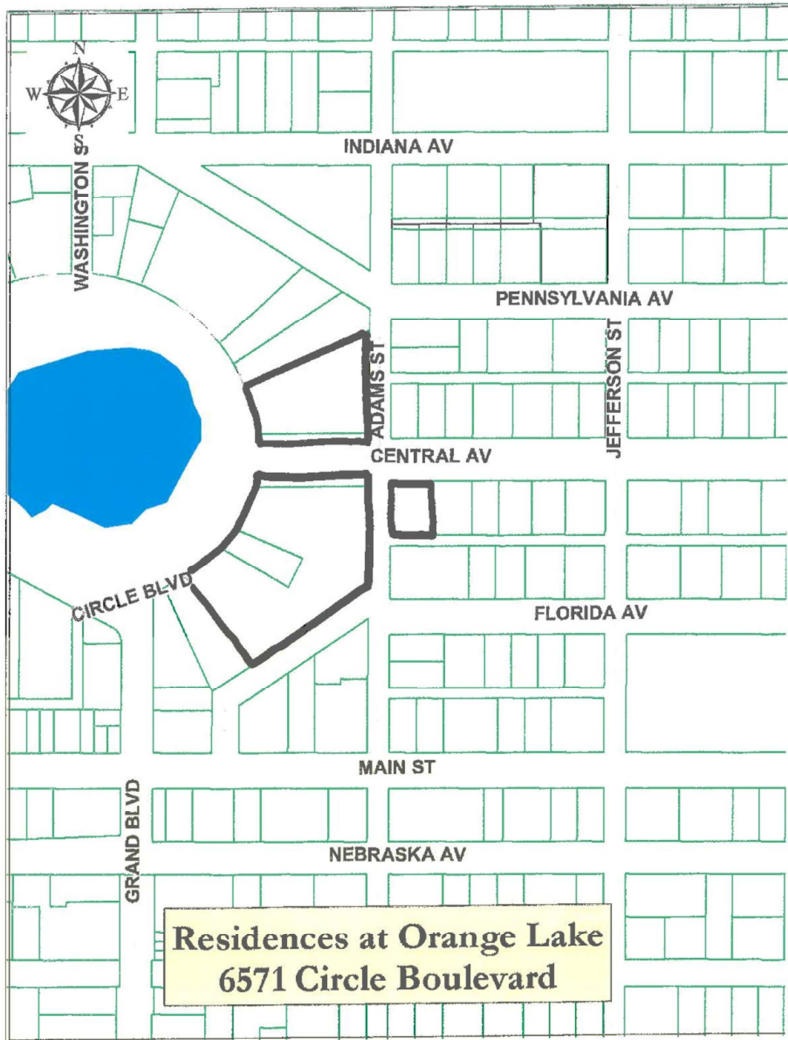 N
W E
S
INDIANA AV
WASHINGTON S
PENNSYLVANIA AV
ADAMS ST
JEFFERSON ST
CENTRAL AV
CIRCLE BLVD
FLORIDA AV
MAIN ST
GRAND BLVD
NEBRASKA AV
Residences at Orange Lake
6571 Circle Boulevard